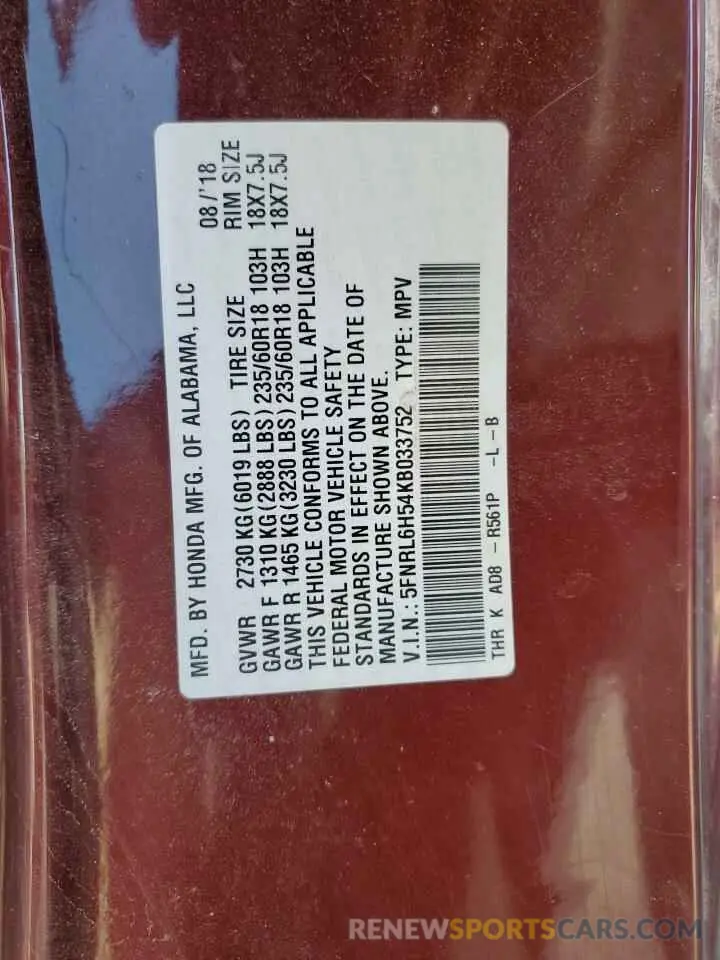 MFD. BY HONDA MFG. OF ALABAMA, LLC 08/'18
GVWR 2730 KG(6019 LBS) TIRE SIZE RIM SIZE
GAWR F 1310 KG(2888 LBS) 235/60R18 103H 18X7.5J
GAWR R 1465 KG(3230 LBS) 235/60R18 103H 18X7.5J
THIS VEHICLE CONFORMS TO ALL APPLICABLE
FEDERAL MOTOR VEHICLE SAFETY
STANDARDS IN EFFECT ON THE DATE OF
MANUFACTURE SHOWN ABOVE.
V.I.N.: 5FNRL6H54KB033752 TYPE: MPV
THR K AD8 - R561P -L-B
RENEWSPORTSCARS.COM